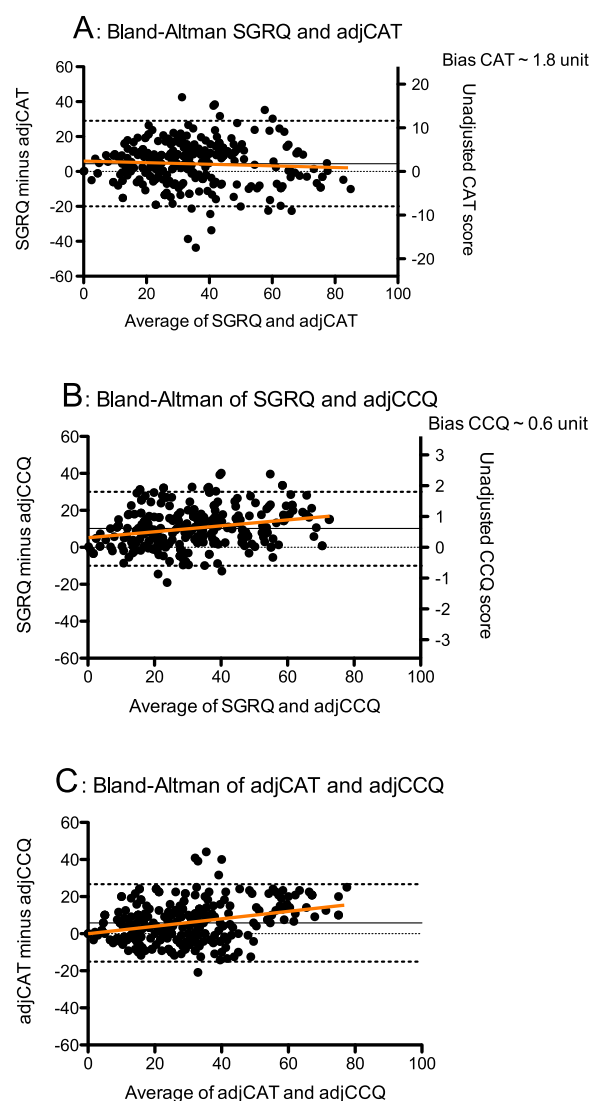 A: Bland-Altman SGRQ and adjCAT
Bias CAT ~ 1.8 unit
SGRQ minus adjCAT
60
40
20
0
-20
-40
-60
20
10
0
-10
-20
Unadjusted CAT score
0 20 40 60 80 100
Average of SGRQ and adjCAT
B: Bland-Altman of SGRQ and adjCCQ
Bias CCQ ~ 0.6 unit
SGRQ minus adjCCQ
60
40
20
0
-20
-40
-60
3
2
1
0
-1
-2
-3
Unadjusted CCQ score
0 20 40 60 80 100
Average of SGRQ and adjCCQ
C: Bland-Altman of adjCAT and adjCCQ
adjCAT minus adjCCQ
60
40
20
0
-20
-40
-60
0 20 40 60 80 100
Average of adjCAT and adjCCQ